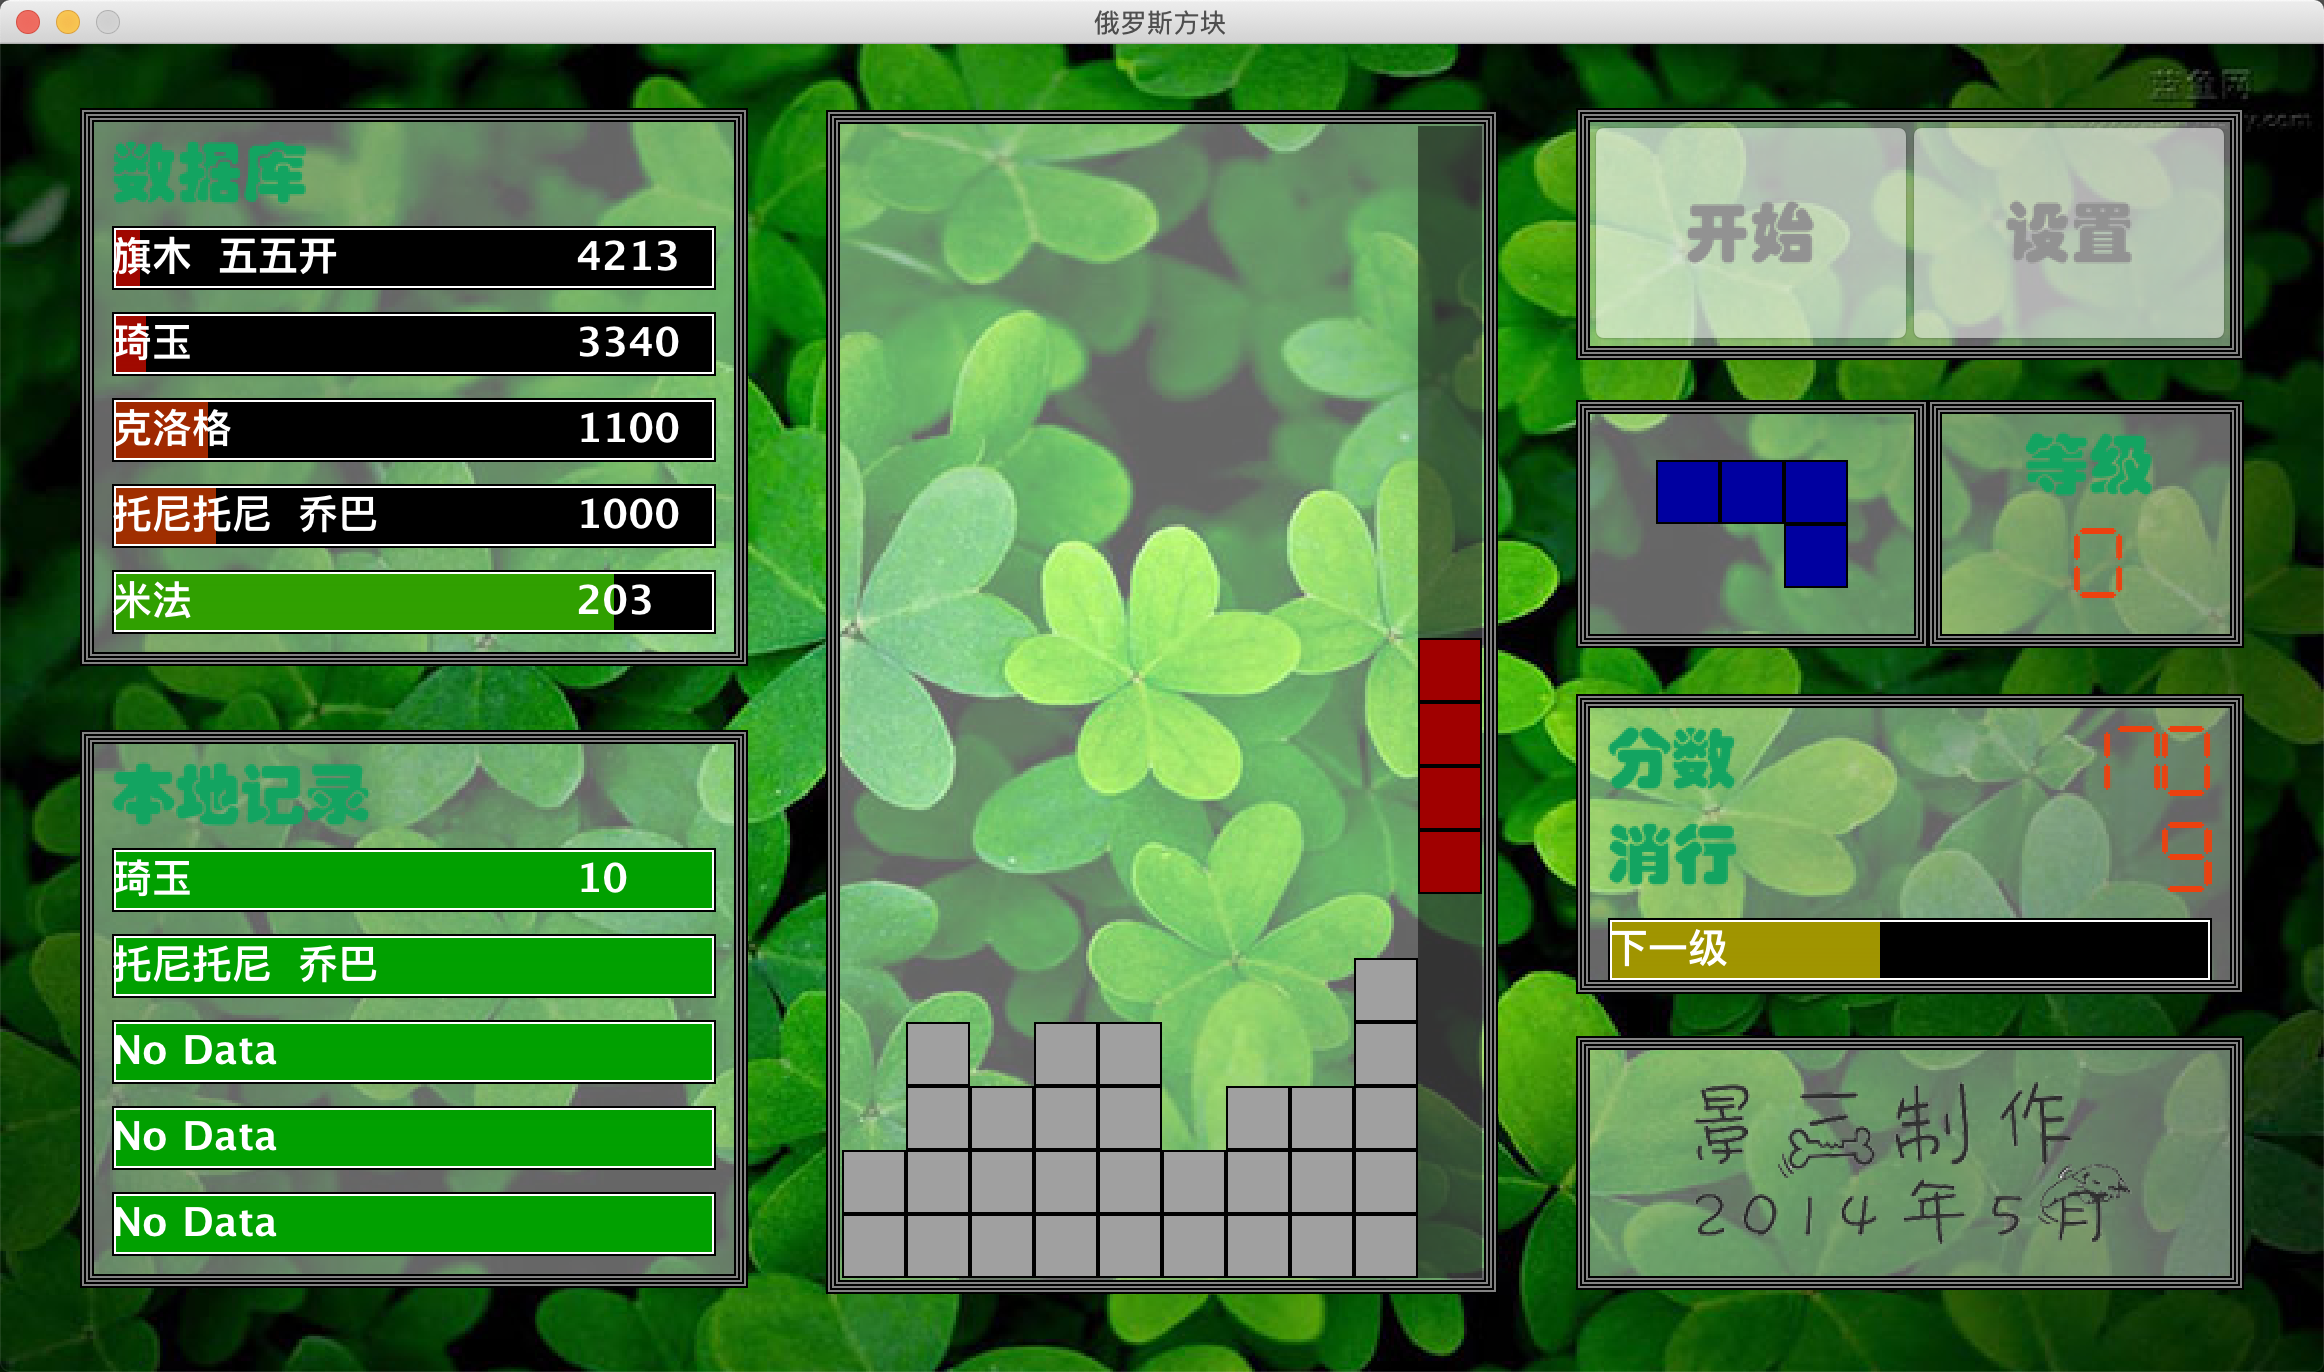 俄罗斯方块
数据库
旗木 五五开 4213
琦玉 3340
克洛格 1100
托尼托尼 乔巴 1000
米法 203
本地记录
琦玉 10
托尼托尼 乔巴
No Data
No Data
No Data
开始 设置
等级
0
分数 70
消行 9
下一级
景三制作
2014年5月